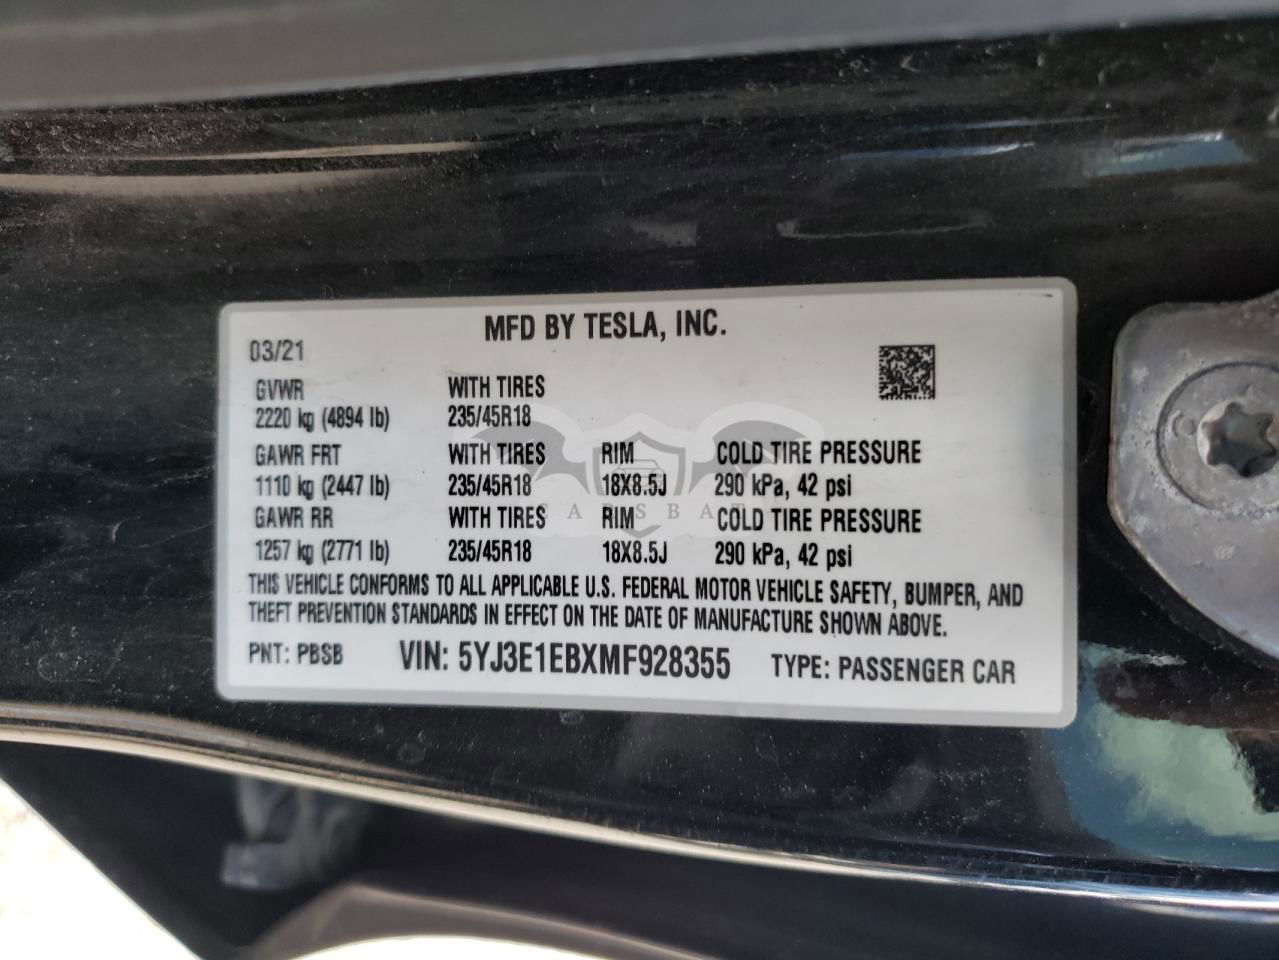 MFD BY TESLA, INC.
03/21
GVWR WITH TIRES
2220 kg (4894 lb) 235/45R18
GAWR FRT WITH TIRES RIM COLD TIRE PRESSURE
1110 kg (2447 lb) 235/45R18 18X8.5J 290 kPa, 42 psi
GAWR RR WITH TIRES RIM COLD TIRE PRESSURE
1257 kg (2771 lb) 235/45R18 18X8.5J 290 kPa, 42 psi
THIS VEHICLE CONFORMS TO ALL APPLICABLE U.S. FEDERAL MOTOR VEHICLE SAFETY, BUMPER, AND
THEFT PREVENTION STANDARDS IN EFFECT ON THE DATE OF MANUFACTURE SHOWN ABOVE.
PNT: PBSB VIN: 5YJ3E1EBXMF928355 TYPE: PASSENGER CAR
CARSBAT